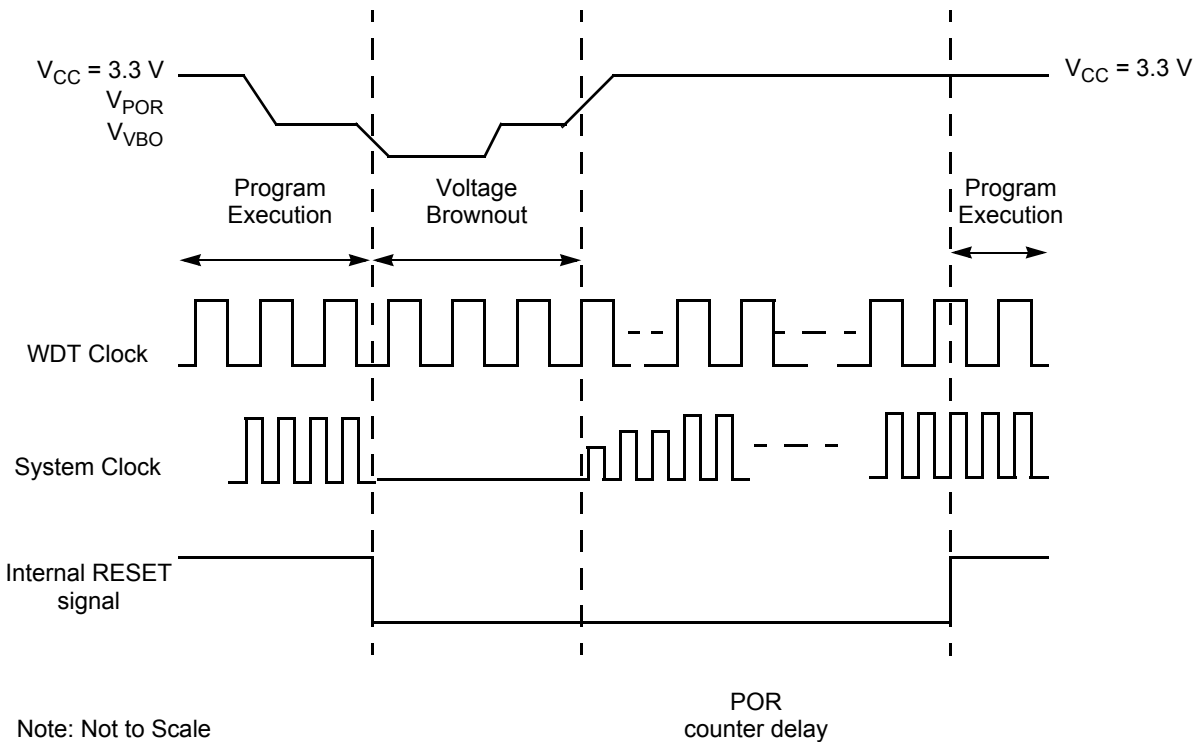 V_CC = 3.3 V
V_POR
V_VBO
V_CC = 3.3 V
Program
Execution
Voltage
Brownout
Program
Execution
WDT Clock
System Clock
Internal RESET
signal
POR
counter delay
Note: Not to Scale